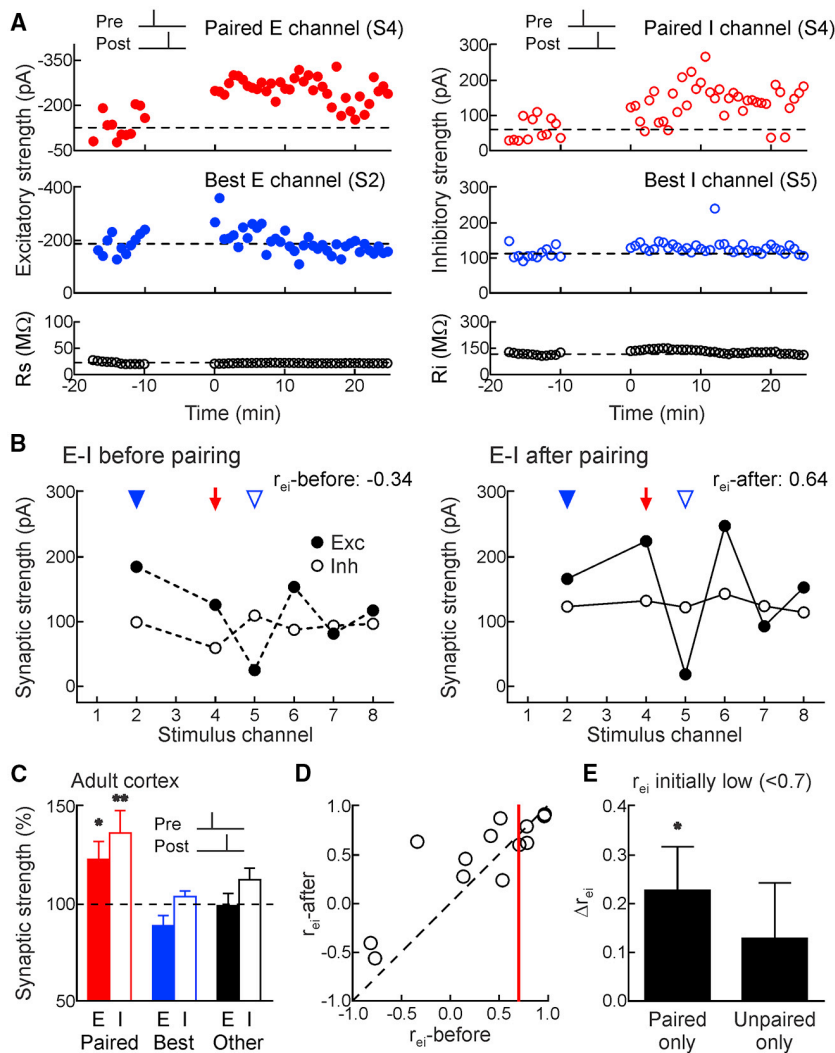 A
Pre
Post
Paired E channel (S4)
Excitatory strength (pA)
-350
-200
-50
Best E channel (S2)
-400
-200
0
Rs (MΩ)
100
50
0
-20 -10 0 10 20
Time (min)
Pre
Post
Paired I channel (S4)
Inhibitory strength (pA)
300
200
100
0
Best I channel (S5)
300
200
100
0
Ri (MΩ)
300
150
0
-20 -10 0 10 20
Time (min)
B
E-I before pairing
rei-before: -0.34
Synaptic strength (pA)
300
200
100
0
Exc
Inh
1 2 3 4 5 6 7 8
Stimulus channel
E-I after pairing
rei-after: 0.64
Synaptic strength (pA)
300
200
100
0
1 2 3 4 5 6 7 8
Stimulus channel
C
Adult cortex
Synaptic strength (%)
150
100
50
*
**
Pre
Post
E I E I E I
Paired Best Other
D
rei-after
1.0
0.5
0.0
-0.5
-1.0
-1.0 -0.5 0.0 0.5 1.0
rei-before
E
rei initially low (<0.7)
Δrei
0.4
0.3
0.2
0.1
0.0
*
Paired only
Unpaired only